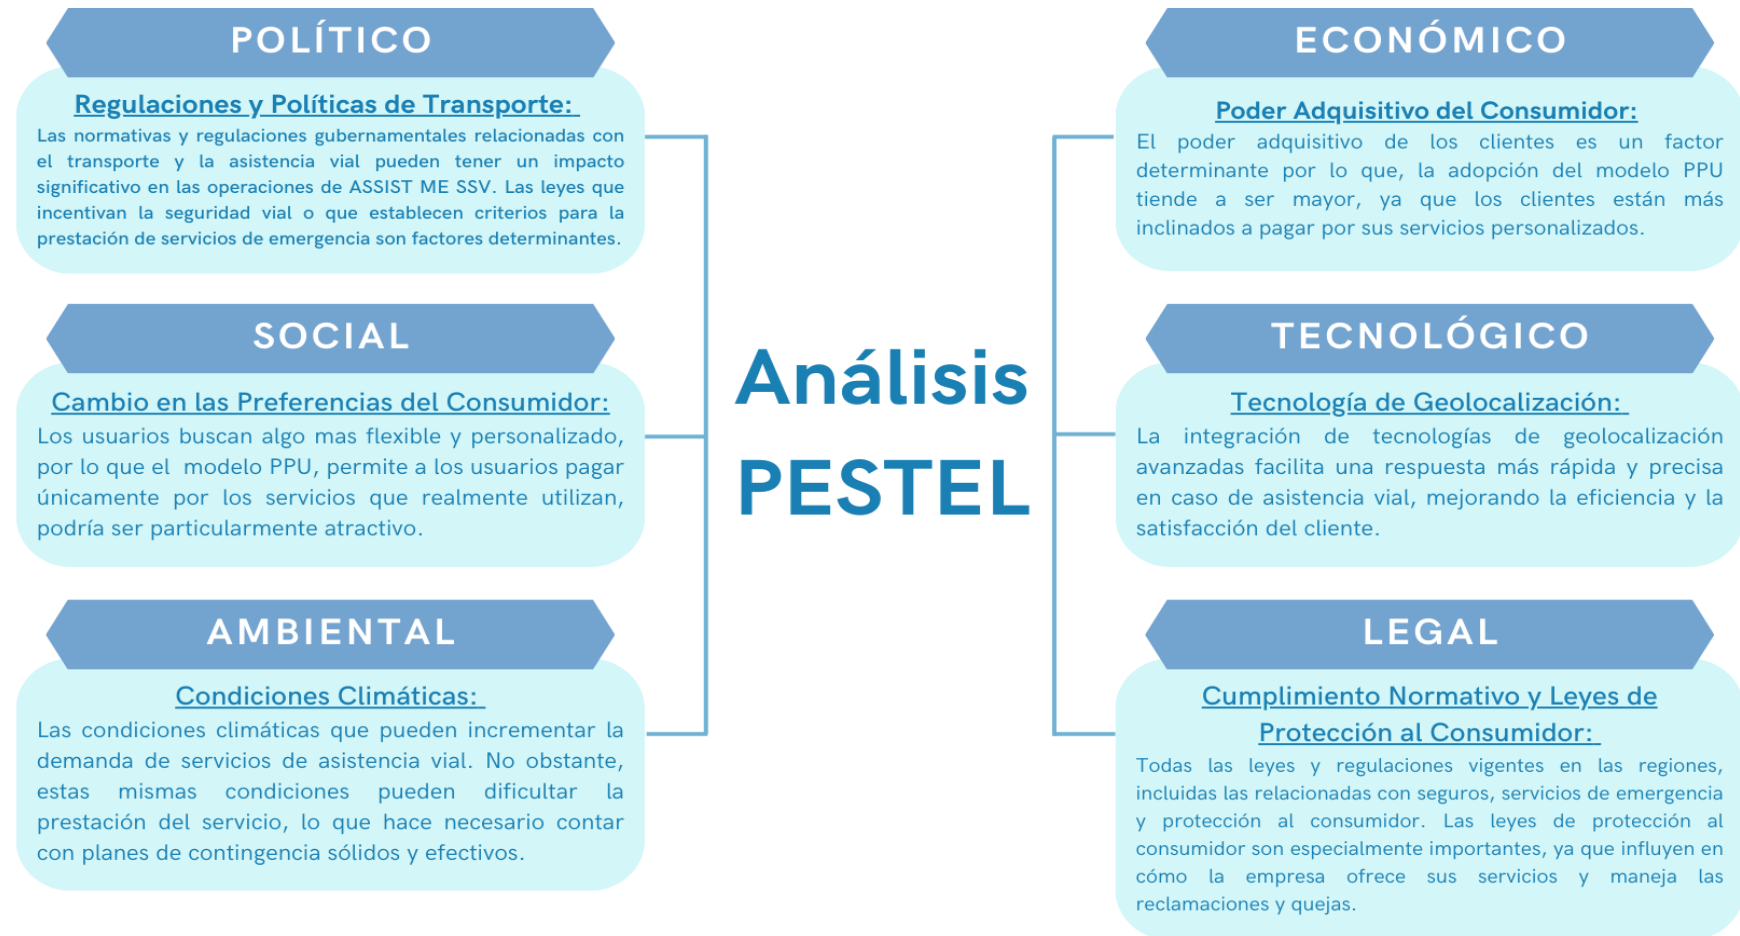 POLÍTICO
Regulaciones y Políticas de Transporte:
Las normativas y regulaciones gubernamentales relacionadas con
el transporte y la asistencia vial pueden tener un impacto
significativo en las operaciones de ASSIST ME SSV. Las leyes que
incentivan la seguridad vial o que establecen criterios para la
prestación de servicios de emergencia son factores determinantes.
SOCIAL
Cambio en las Preferencias del Consumidor:
Los usuarios buscan algo mas flexible y personalizado,
por lo que el modelo PPU, permite a los usuarios pagar
únicamente por los servicios que realmente utilizan,
podría ser particularmente atractivo.
AMBIENTAL
Condiciones Climáticas:
Las condiciones climáticas que pueden incrementar la
demanda de servicios de asistencia vial. No obstante,
estas mismas condiciones pueden dificultar la
prestación del servicio, lo que hace necesario contar
con planes de contingencia sólidos y efectivos.
Análisis
PESTEL
ECONÓMICO
Poder Adquisitivo del Consumidor:
El poder adquisitivo de los clientes es un factor
determinante por lo que, la adopción del modelo PPU
tiende a ser mayor, ya que los clientes están más
inclinados a pagar por sus servicios personalizados.
TECNOLÓGICO
Tecnología de Geolocalización:
La integración de tecnologías de geolocalización
avanzadas facilita una respuesta más rápida y precisa
en caso de asistencia vial, mejorando la eficiencia y la
satisfacción del cliente.
LEGAL
Cumplimiento Normativo y Leyes de
Protección al Consumidor:
Todas las leyes y regulaciones vigentes en las regiones,
incluidas las relacionadas con seguros, servicios de emergencia
y protección al consumidor. Las leyes de protección al
consumidor son especialmente importantes, ya que influyen en
cómo la empresa ofrece sus servicios y maneja las
reclamaciones y quejas.